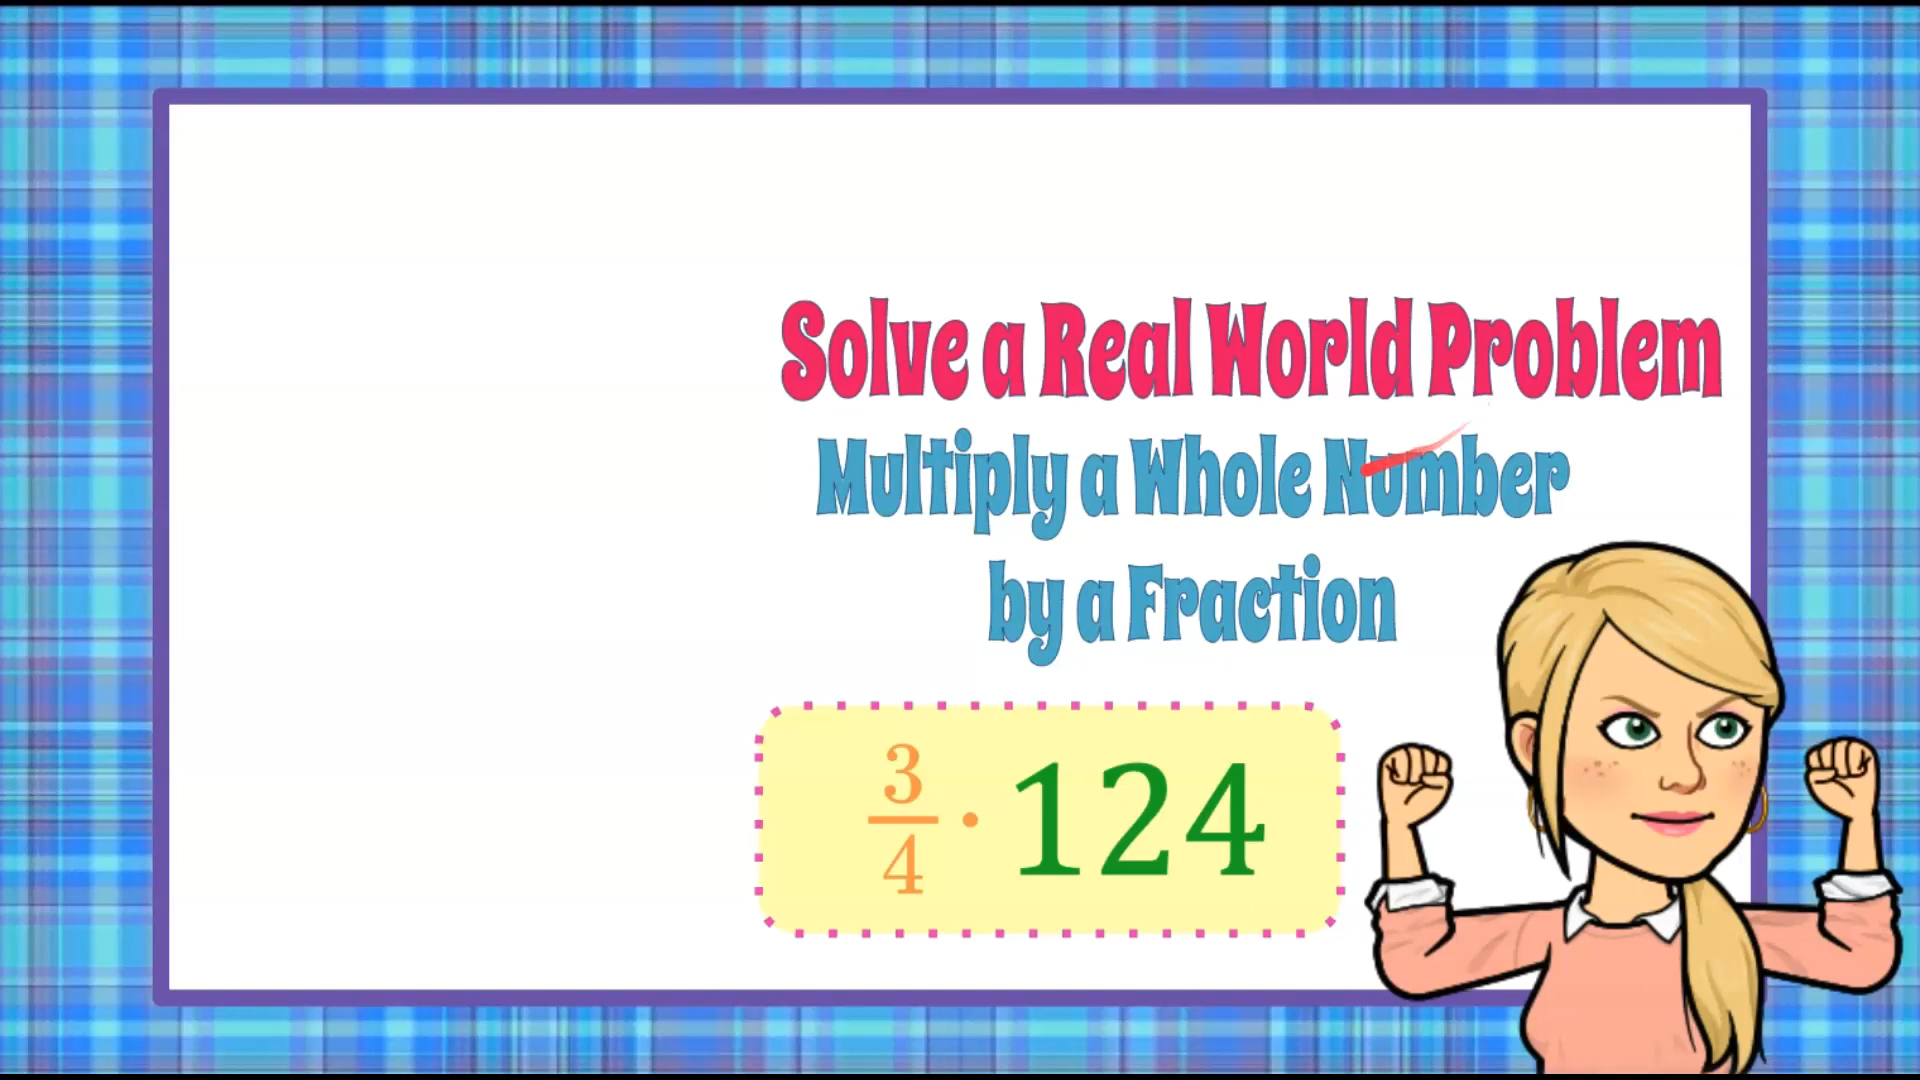 Solve a Real World Problem
Multiply a Whole Number
by a Fraction
3/4 · 124